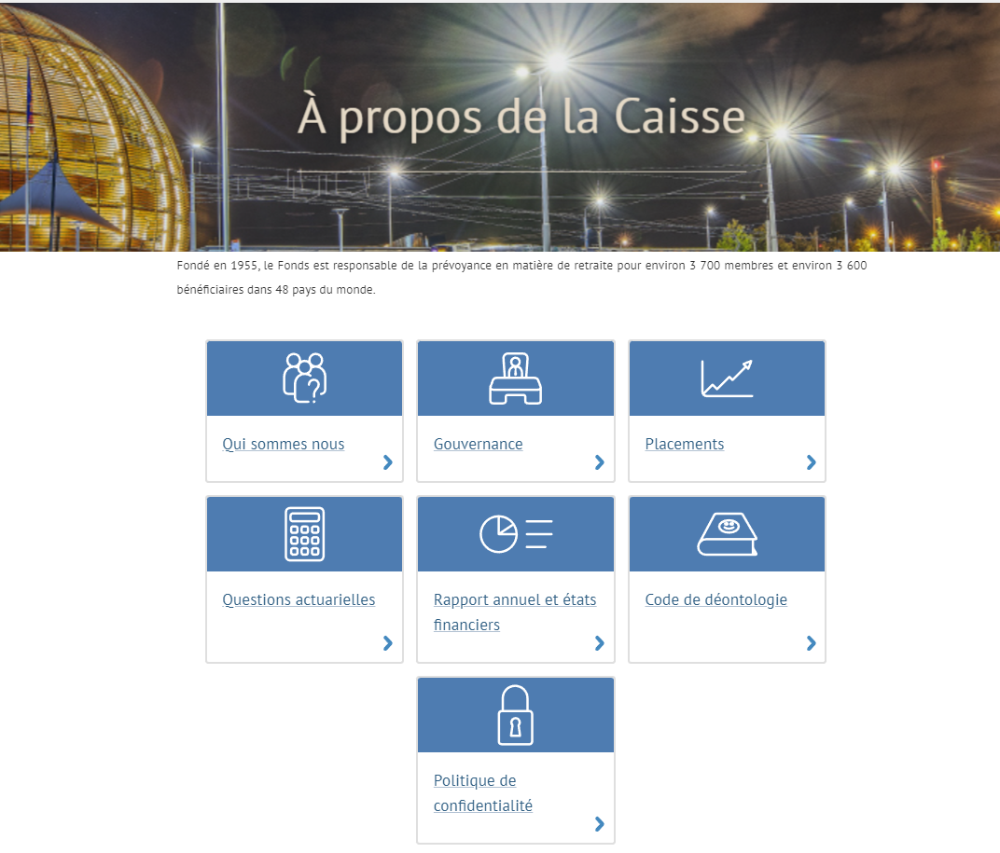 À propos de la Caisse
Fondé en 1955, le Fonds est responsable de la prévoyance en matière de retraite pour environ 3 700 membres et environ 3 600
bénéficiaires dans 48 pays du monde.
Qui sommes nous
Gouvernance
Placements
Questions actuarielles
Rapport annuel et états
financiers
Code de déontologie
Politique de
confidentialité